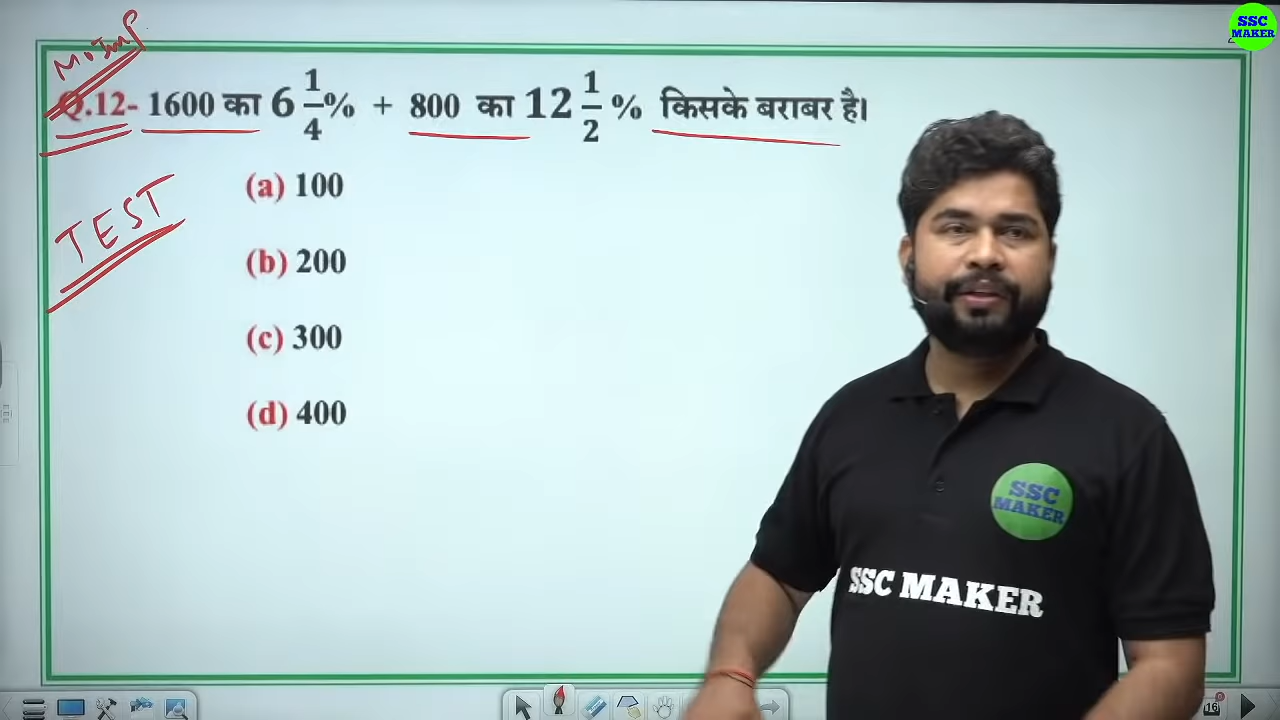 SSC
MAKER
Q.12- 1600 का 6 1/4 % + 800 का 12 1/2 % किसके बराबर है।
TEST
(a) 100
(b) 200
(c) 300
(d) 400
SSC
MAKER
SSC MAKER
16